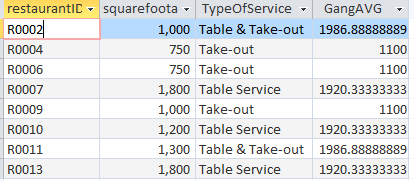 restaurantID squarefoota TypeOfService GangAVG
R0002 1,000 Table & Take-out 1986.88888889
R0004 750 Take-out 1100
R0006 750 Take-out 1100
R0007 1,800 Table Service 1920.33333333
R0009 1,000 Take-out 1100
R0010 1,200 Table Service 1920.33333333
R0011 1,300 Table & Take-out 1986.88888889
R0013 1,800 Table Service 1920.33333333